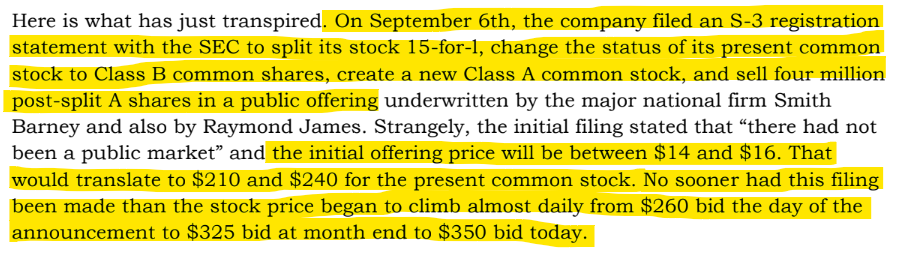 Here is what has just transpired. On September 6th, the company filed an S-3 registration
statement with the SEC to split its stock 15-for-l, change the status of its present common
stock to Class B common shares, create a new Class A common stock, and sell four million
post-split A shares in a public offering underwritten by the major national firm Smith
Barney and also by Raymond James. Strangely, the initial filing stated that “there had not
been a public market” and the initial offering price will be between $14 and $16. That
would translate to $210 and $240 for the present common stock. No sooner had this filing
been made than the stock price began to climb almost daily from $260 bid the day of the
announcement to $325 bid at month end to $350 bid today.